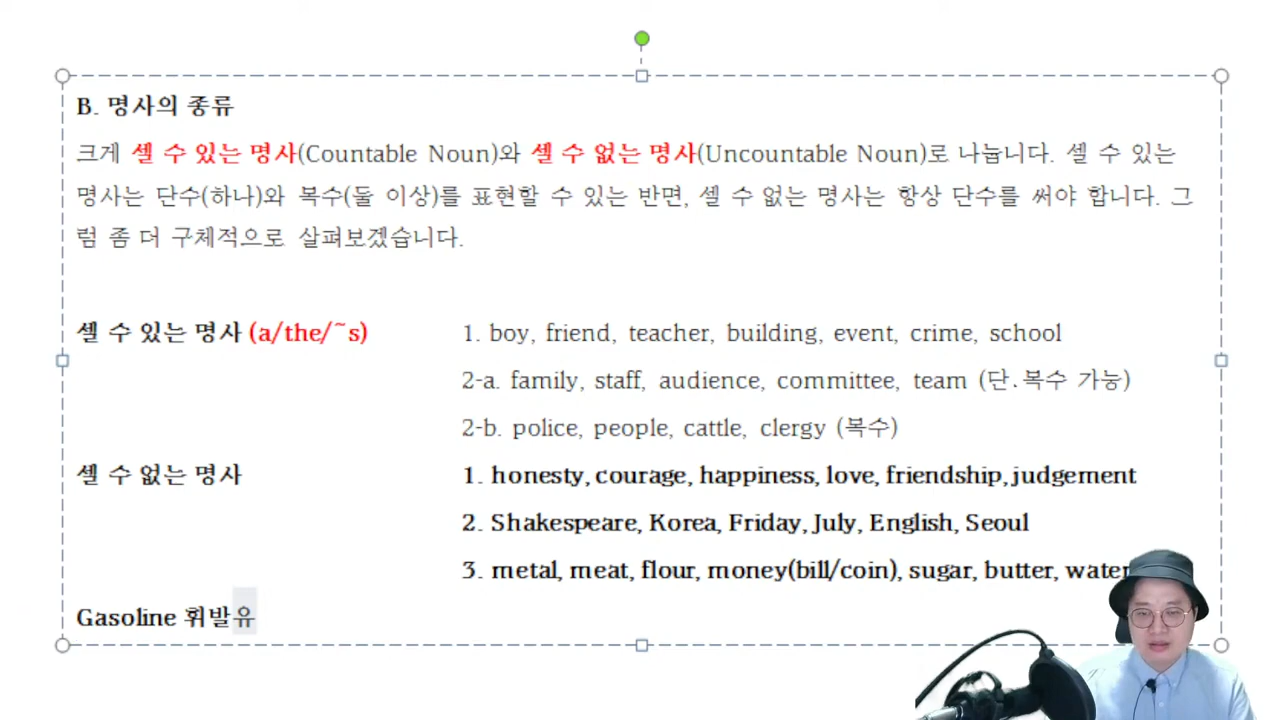 B. 명사의 종류
크게 셀 수 있는 명사(Countable Noun)와 셀 수 없는 명사(Uncountable Noun)로 나눕니다. 셀 수 있는
명사는 단수(하나)와 복수(둘 이상)를 표현할 수 있는 반면, 셀 수 없는 명사는 항상 단수를 써야 합니다. 그
럼 좀 더 구체적으로 살펴보겠습니다.
셀 수 있는 명사 (a/the/~s) 1. boy, friend, teacher, building, event, crime, school
2-a. family, staff, audience, committee, team (단.복수 가능)
2-b. police, people, cattle, clergy (복수)
셀 수 없는 명사 1. honesty, courage, happiness, love, friendship, judgement
2. Shakespeare, Korea, Friday, July, English, Seoul
3. metal, meat, flour, money(bill/coin), sugar, butter, water
Gasoline 휘발유